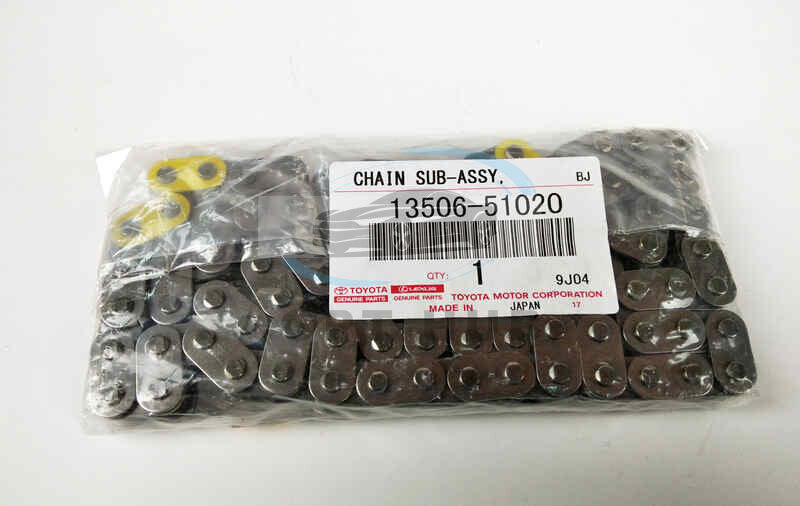 CHAIN SUB-ASSY, BJ
13506-51020
QTY: 1 9J04
TOYOTA LEXUS
GENUINE PARTS GENUINE PARTS TOYOTA MOTOR CORPORATION
MADE IN JAPAN 17